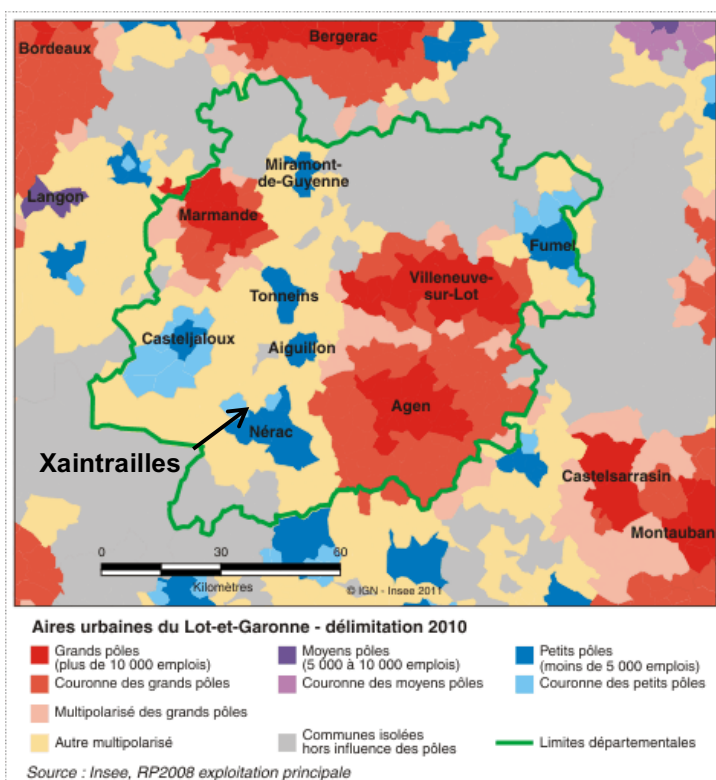 Bordeaux
Bergerac
Miramont-
de-Guyenne
Langon
Marmande
Fumel
Villeneuve-
sur-Lot
Tonneins
Casteljaloux
Aiguillon
Agen
Nérac
Xaintrailles
Castelsarrasin
Montauban
0 30 60
Kilomètres
© IGN - Insee 2011
Aires urbaines du Lot-et-Garonne - délimitation 2010
Grands pôles
(plus de 10 000 emplois)
Moyens pôles
(5 000 à 10 000 emplois)
Petits pôles
(moins de 5 000 emplois)
Couronne des grands pôles
Couronne des moyens pôles
Couronne des petits pôles
Multipolarisé des grands pôles
Autre multipolarisé
Communes isolées
hors influence des pôles
Limites départementales
Source : Insee, RP2008 exploitation principale